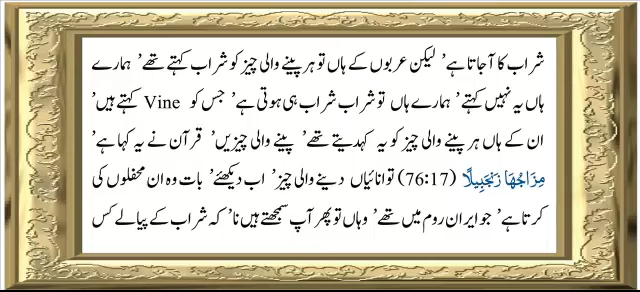 شراب کا آجاتا ہے’ لیکن عربوں کے ہاں تو ہر پینے والی چیز کو شراب کہتے تھے’ ہمارے
ہاں یہ نہیں کہتے’ ہمارے ہاں تو شراب شراب ہی ہوتی ہے’ جس کو Vine کہتے ہیں’
ان کے ہاں ہر پینے والی چیز کو یہ کہہ دیتے تھے’ پینے والی چیزیں’ قرآن نے یہ کہا ہے’
مِزَاجُهَا زَنْجَبِيلًا (76:17) توانائیاں دینے والی چیز’ اب دیکھئے’ بات وہ ان محفلوں کی
کرتا ہے’ جو ایران روم میں تھے’ وہاں تو پھر آپ سمجھتے ہیں نا’ کہ شراب کے پیالے کس